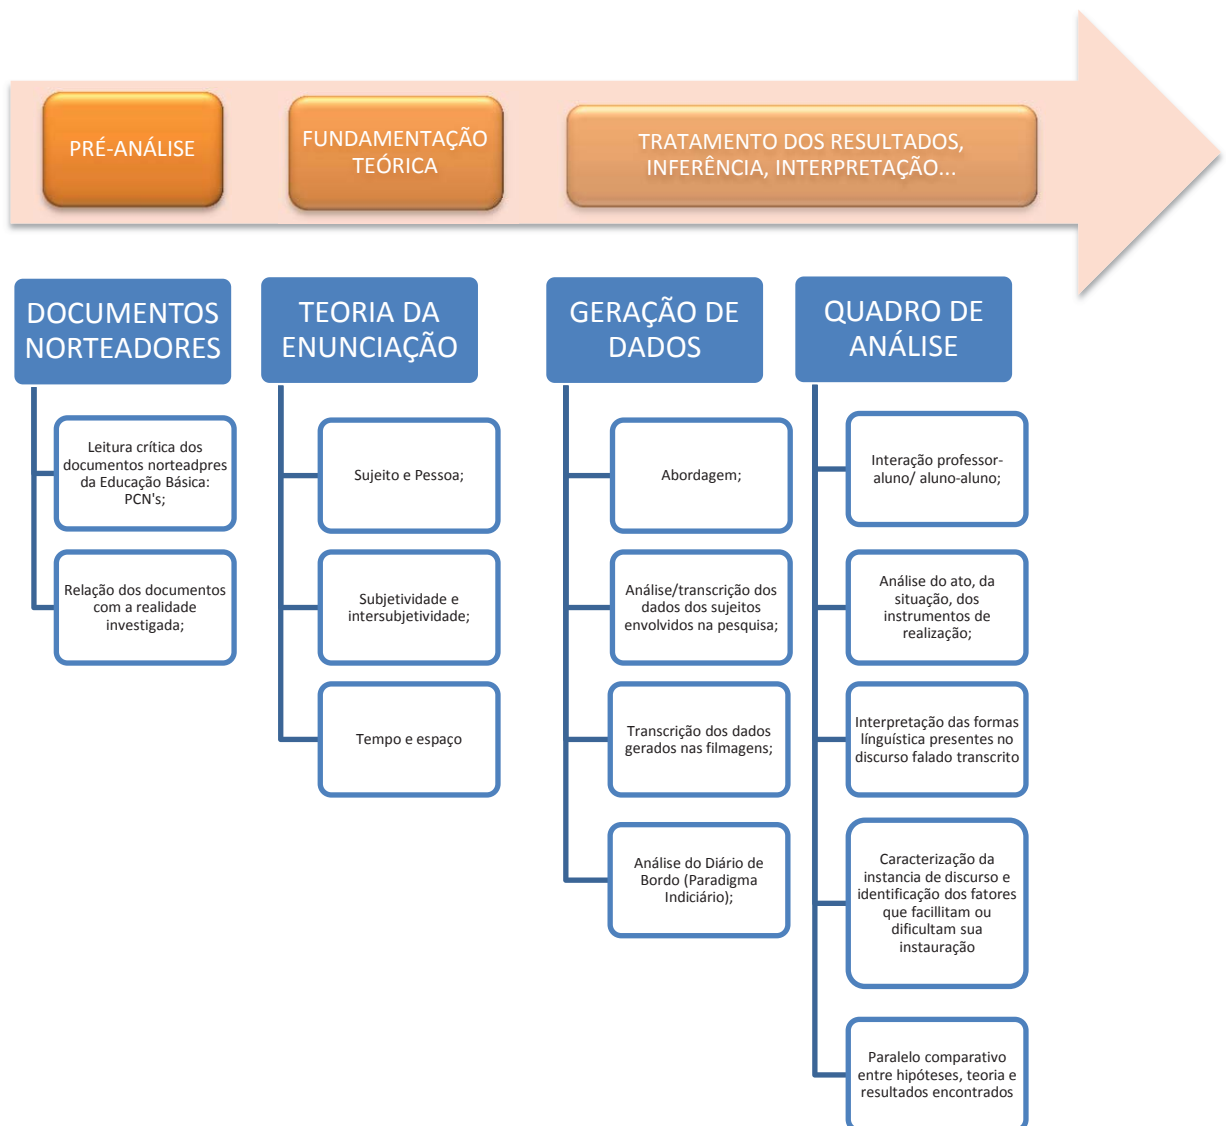 PRÉ-ANÁLISE
FUNDAMENTAÇÃO
TEÓRICA
TRATAMENTO DOS RESULTADOS,
INFERÊNCIA, INTERPRETAÇÃO...
DOCUMENTOS
NORTEADORES
Leitura crítica dos
documentos norteadpres
da Educação Básica:
PCN's;
Relação dos documentos
com a realidade
investigada;
TEORIA DA
ENUNCIAÇÃO
Sujeito e Pessoa;
Subjetividade e
intersubjetividade;
Tempo e espaço
GERAÇÃO DE
DADOS
Abordagem;
Análise/transcrição dos
dados dos sujeitos
envolvidos na pesquisa;
Transcrição dos dados
gerados nas filmagens;
Análise do Diário de
Bordo (Paradigma
Indiciário);
QUADRO DE
ANÁLISE
Interação professor-
aluno/ aluno-aluno;
Análise do ato, da
situação, dos
instrumentos de
realização;
Interpretação das formas
línguística presentes no
discurso falado transcrito
Caracterização da
instancia de discurso e
identificação dos fatores
que facillitam ou
dificultam sua
instauração
Paralelo comparativo
entre hipóteses, teoria e
resultados encontrados